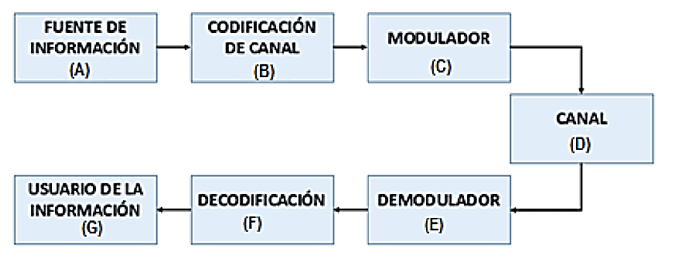 FUENTE DE
INFORMACIÓN
(A)
CODIFICACIÓN
DE CANAL
(B)
MODULADOR
(C)
CANAL
(D)
DEMODULADOR
(E)
DECODIFICACIÓN
(F)
USUARIO DE LA
INFORMACIÓN
(G)